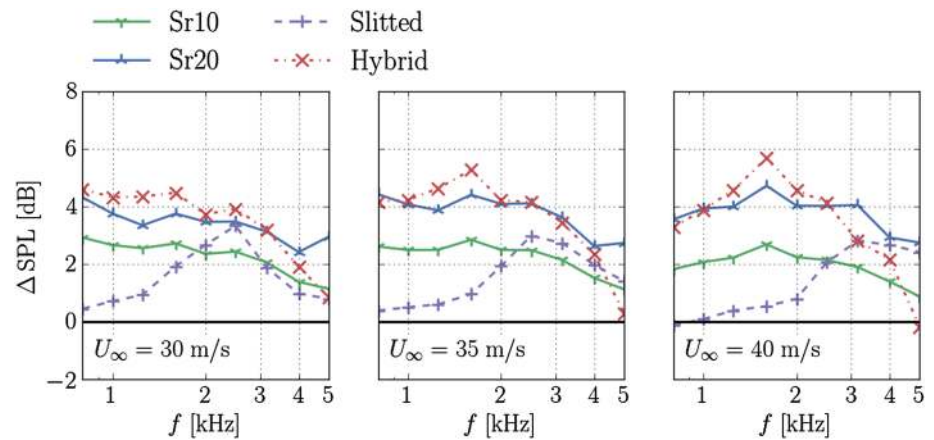 Sr10 Slitted
Sr20 Hybrid
Δ SPL [dB]
8
6
4
2
0
−2
U∞ = 30 m/s
U∞ = 35 m/s
U∞ = 40 m/s
1 2 3 4 5
1 2 3 4 5
1 2 3 4 5
f [kHz]
f [kHz]
f [kHz]